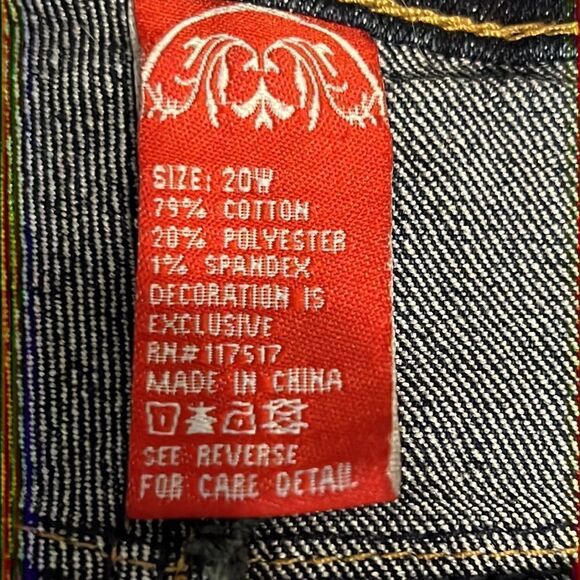 SIZE: 20W
79% COTTON
20% POLYESTER
1% SPANDEX
DECORATION IS
EXCLUSIVE
RN#117517
MADE IN CHINA
SEE REVERSE
FOR CARE DETAIL.